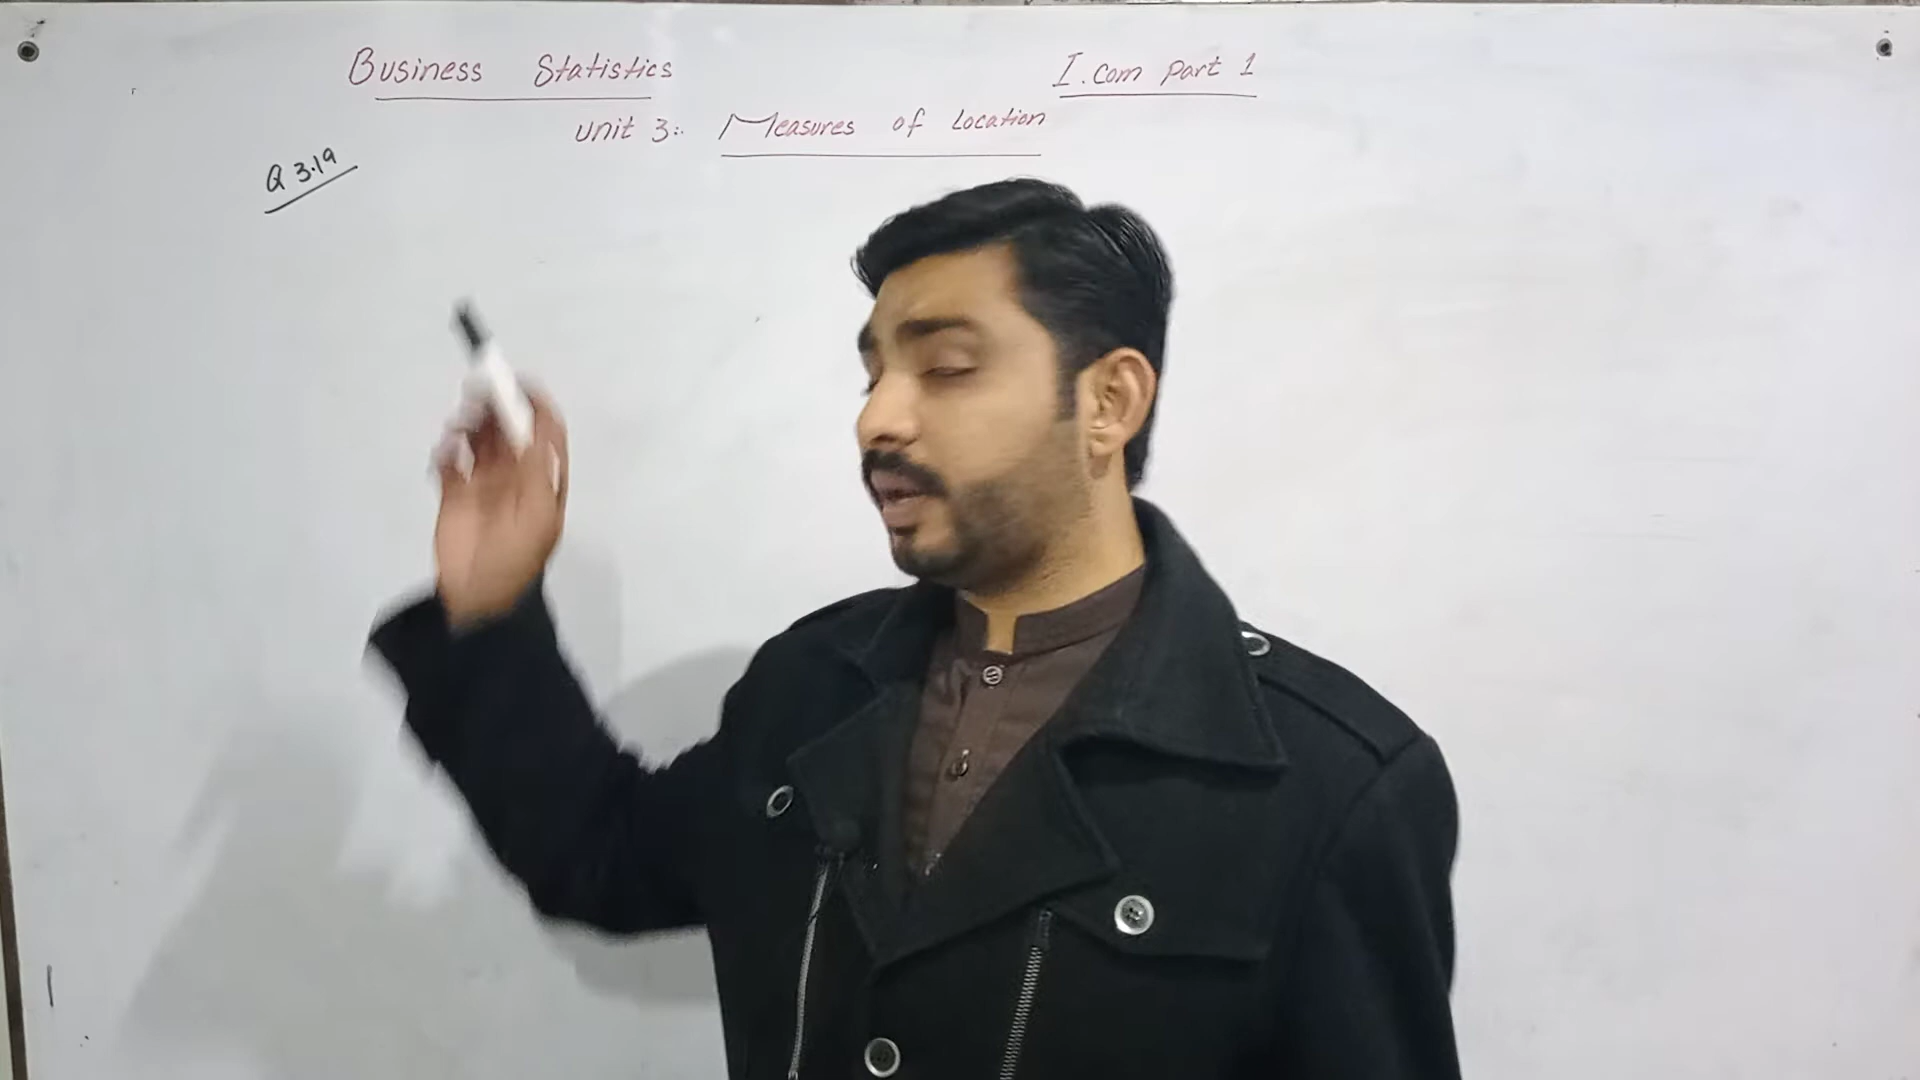 Business Statistics I.Com Part 1
Unit 3:. Measures of Location
Q 3.19